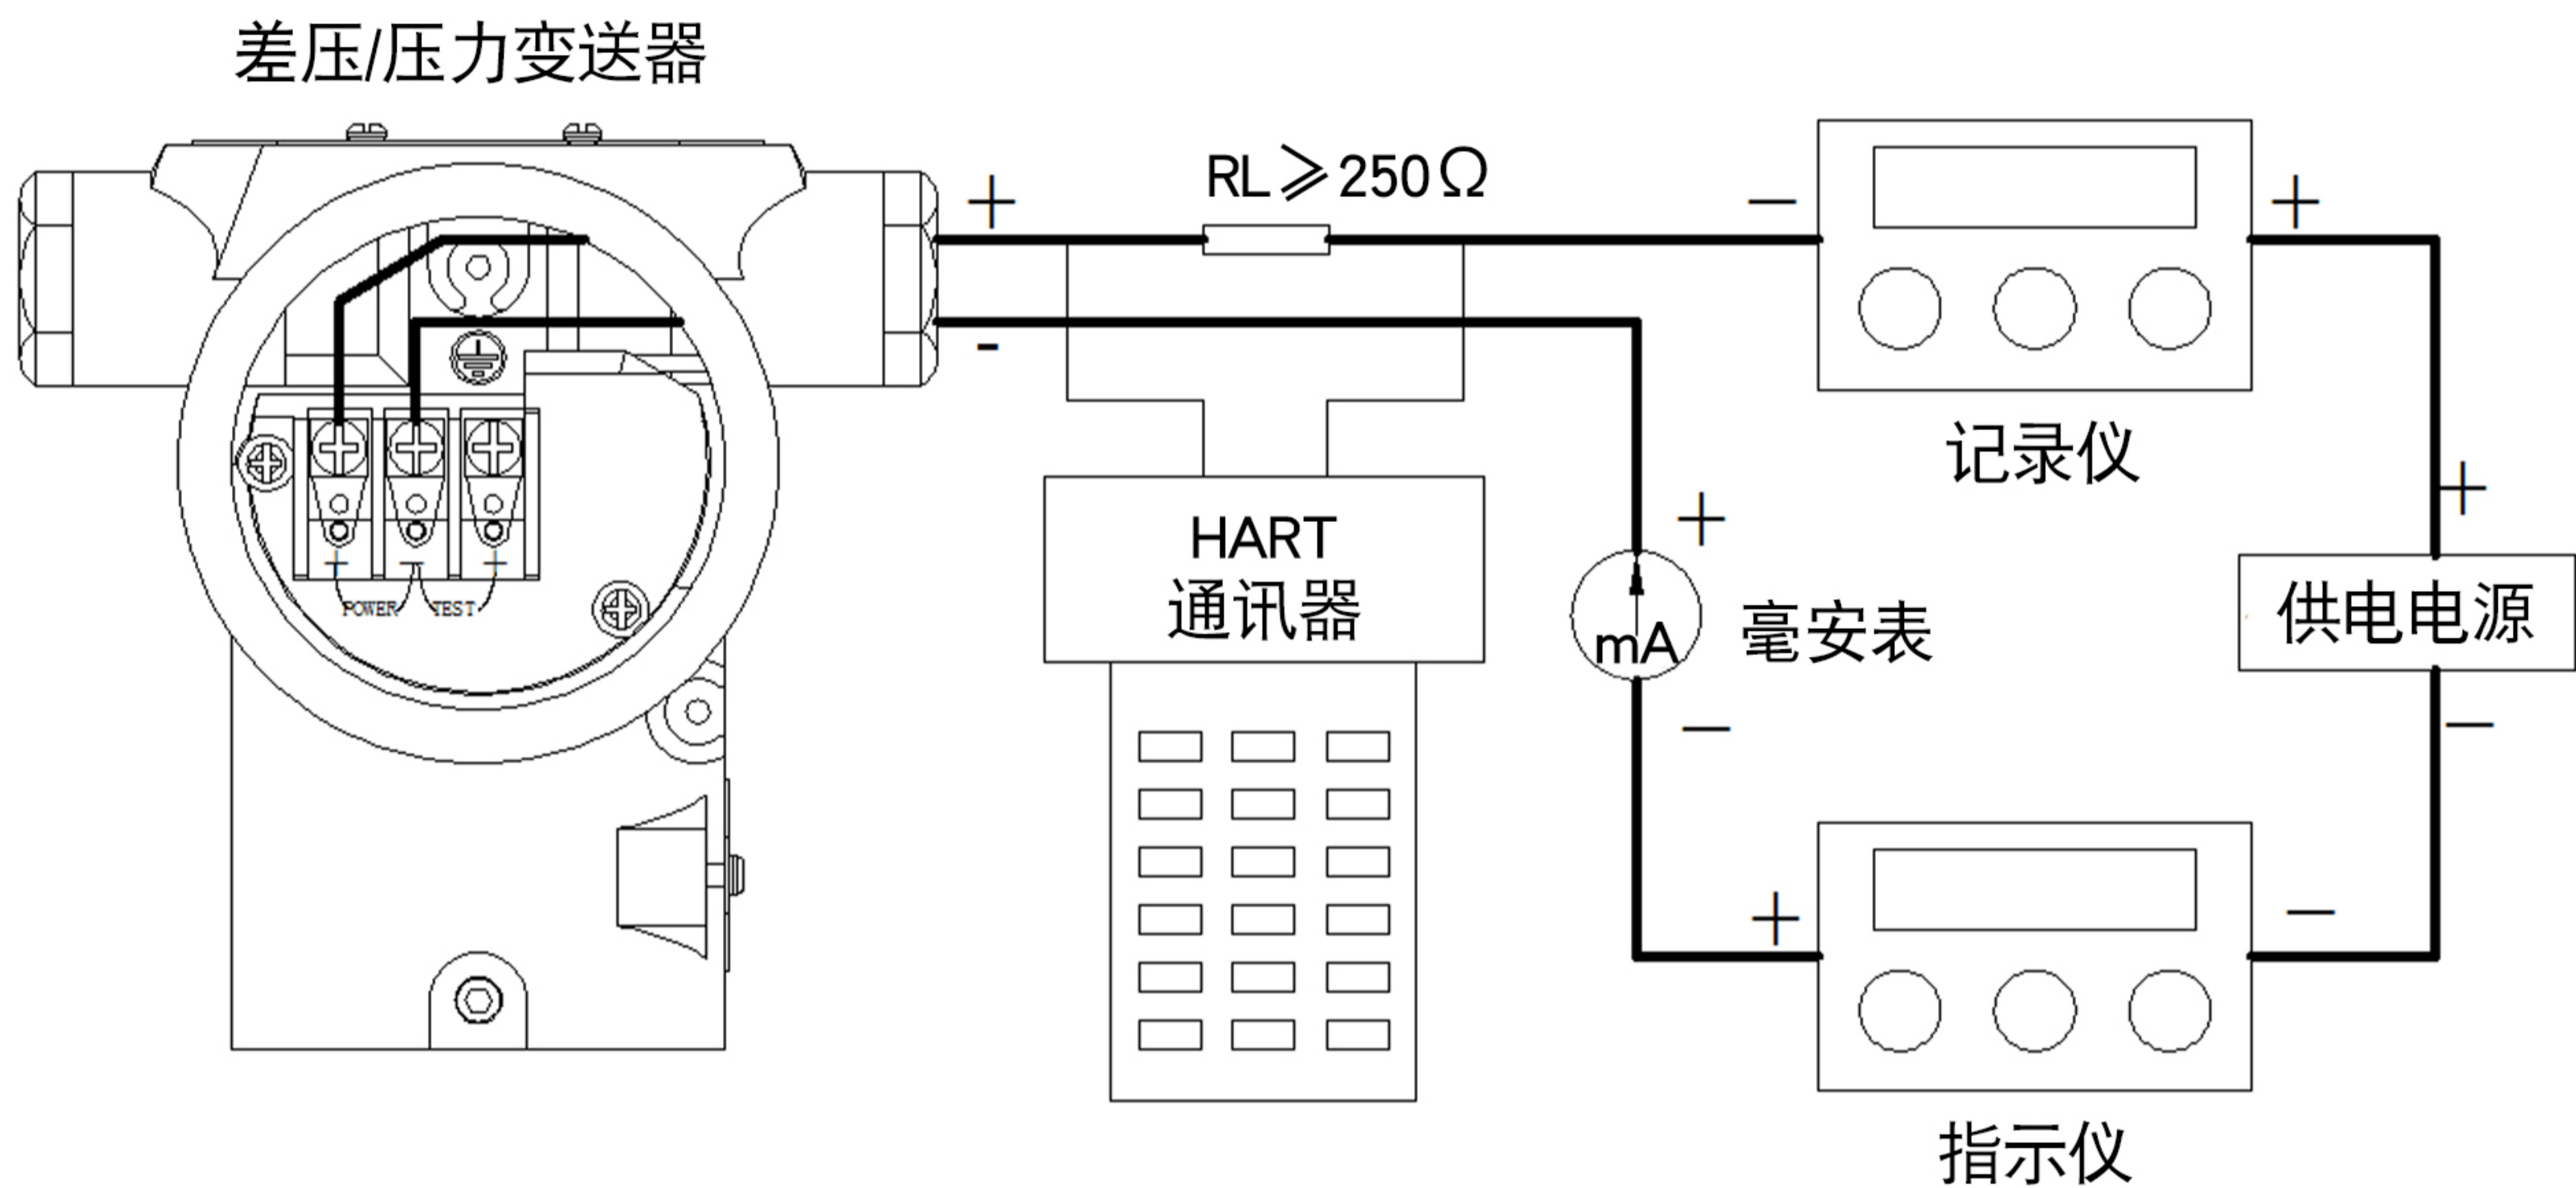 差压/压力变送器
+
RL⩾250Ω
−
+
-
记录仪
+
+
HART
通讯器
mA
毫安表
供电电源
+ − +
POWER TEST
−
−
+
−
指示仪